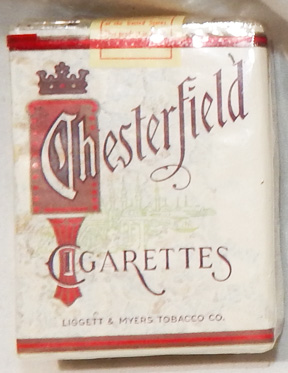 Chesterfield
CIGARETTES
LIGGETT & MYERS TOBACCO CO.